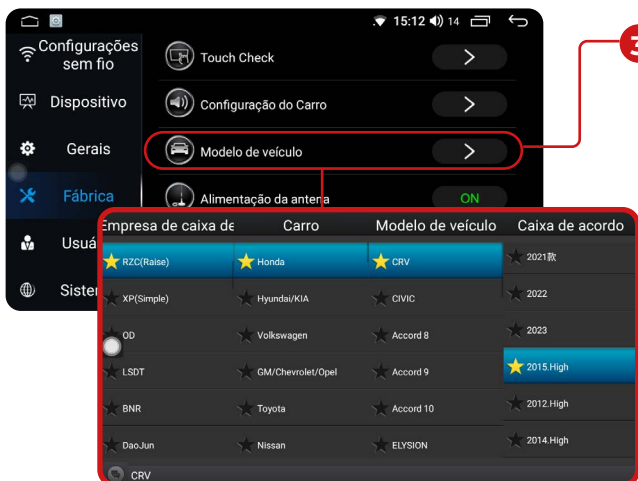 15:12 14
Configurações
sem fio
Dispositivo
Gerais
Fábrica
Usuá
Sister
Touch Check
Configuração do Carro
Modelo de veículo
Alimentação da antena
ON
3
Empresa de caixa de Carro Modelo de veículo Caixa de acordo
RZC(Raise) Honda CRV 2021款
XP(Simple) Hyundai/KIA CIVIC 2022
OD Volkswagen Accord 8 2023
LSDT GM/Chevrolet/Opel Accord 9 2015.High
BNR Toyota Accord 10 2012.High
DaoJun Nissan ELYSION 2014.High
CRV